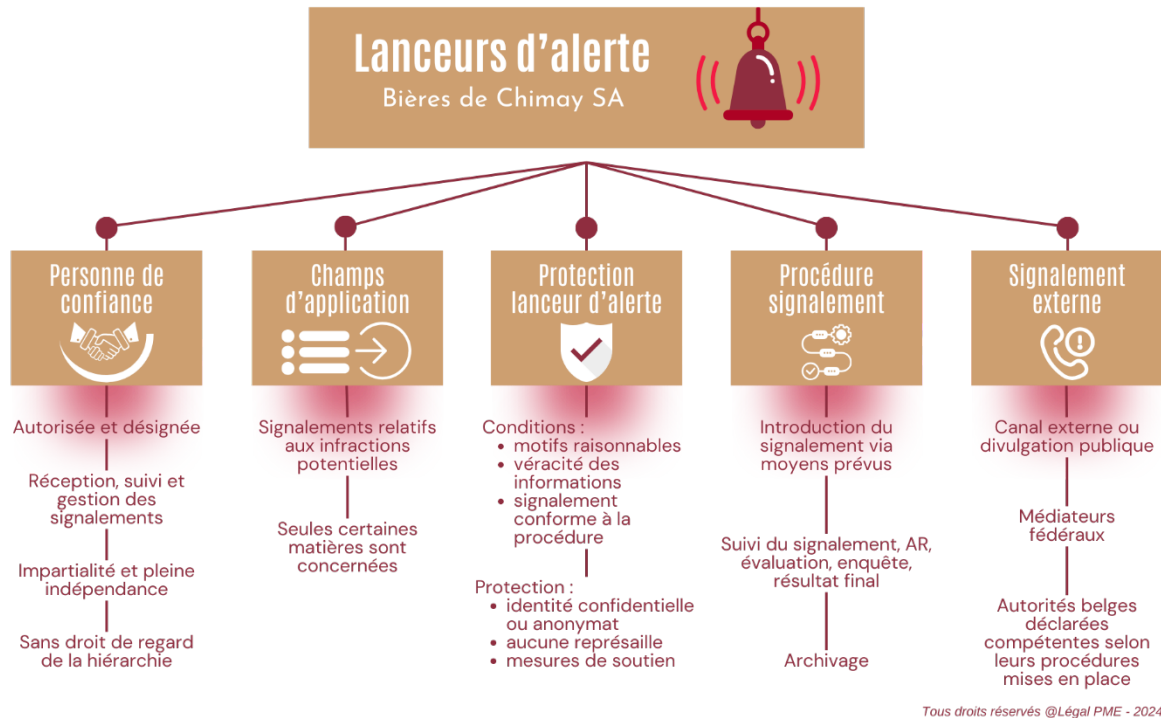 Lanceurs d'alerte
Bières de Chimay SA
Personne de
confiance
Autorisée et désignée
Réception, suivi et
gestion des
signalements
Impartialité et pleine
indépendance
Sans droit de regard
de la hiérarchie
Champs
d'application
Signalements relatifs
aux infractions
potentielles
Seules certaines
matières sont
concernées
Protection
lanceur d'alerte
Conditions :
• motifs raisonnables
• véracité des
informations
• signalement
conforme à la
procédure
Protection :
• identité confidentielle
ou anonymat
• aucune représaille
• mesures de soutien
Procédure
signalement
Introduction du
signalement via
moyens prévus
Suivi du signalement, AR,
évaluation, enquête,
résultat final
Archivage
Signalement
externe
Canal externe ou
divulgation publique
Médiateurs
fédéraux
Autorités belges
déclarées
compétentes selon
leurs procédures
mises en place
Tous droits réservés @Légal PME - 2024